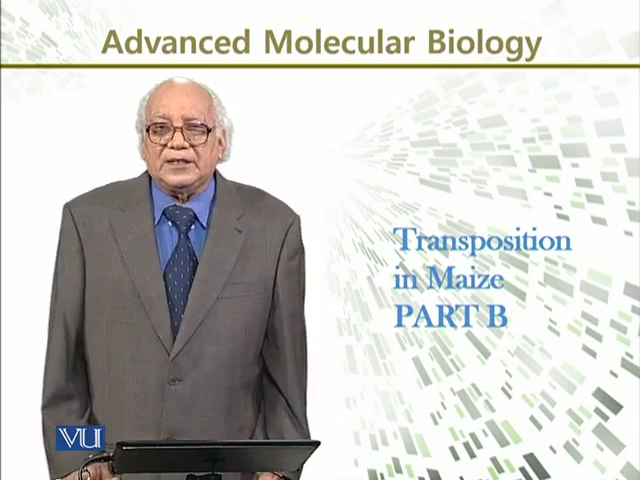 Advanced Molecular Biology
Transposition
in Maize
PART B
VU